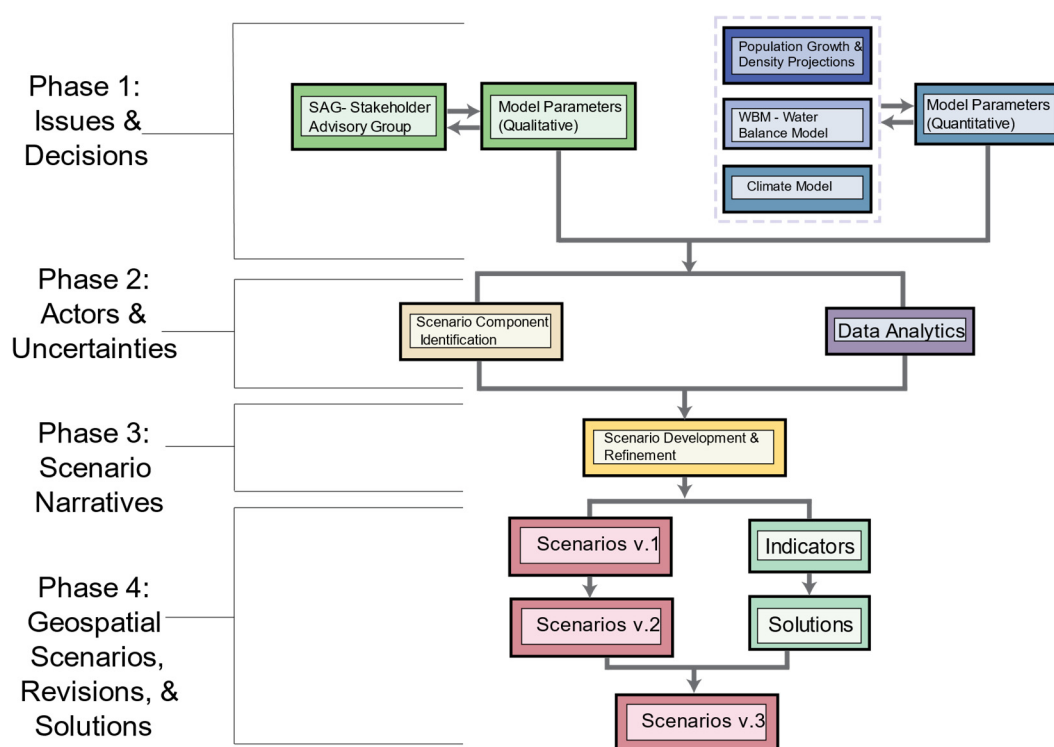 Phase 1:
Issues &
Decisions
SAG- Stakeholder
Advisory Group
Model Parameters
(Qualitative)
Population Growth &
Density Projections
WBM - Water
Balance Model
Climate Model
Model Parameters
(Quantitative)
Phase 2:
Actors &
Uncertainties
Scenario Component
Identification
Data Analytics
Phase 3:
Scenario
Narratives
Scenario Development &
Refinement
Phase 4:
Geospatial
Scenarios,
Revisions, &
Solutions
Scenarios v.1
Indicators
Scenarios v.2
Solutions
Scenarios v.3